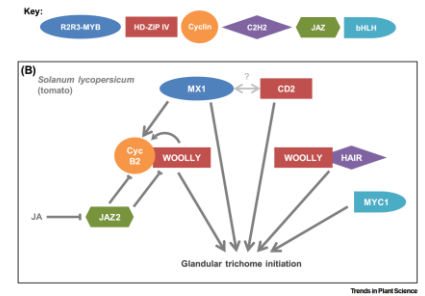 Key:
R2R3-MYB
HD-ZIP IV
Cyclin
C2H2
JAZ
bHLH
(B)
Solanum lycopersicum
(tomato)
MX1
?
CD2
Cyc
B2
WOOLLY
WOOLLY
HAIR
MYC1
JA
JAZ2
Glandular trichome initiation
Trends in Plant Science